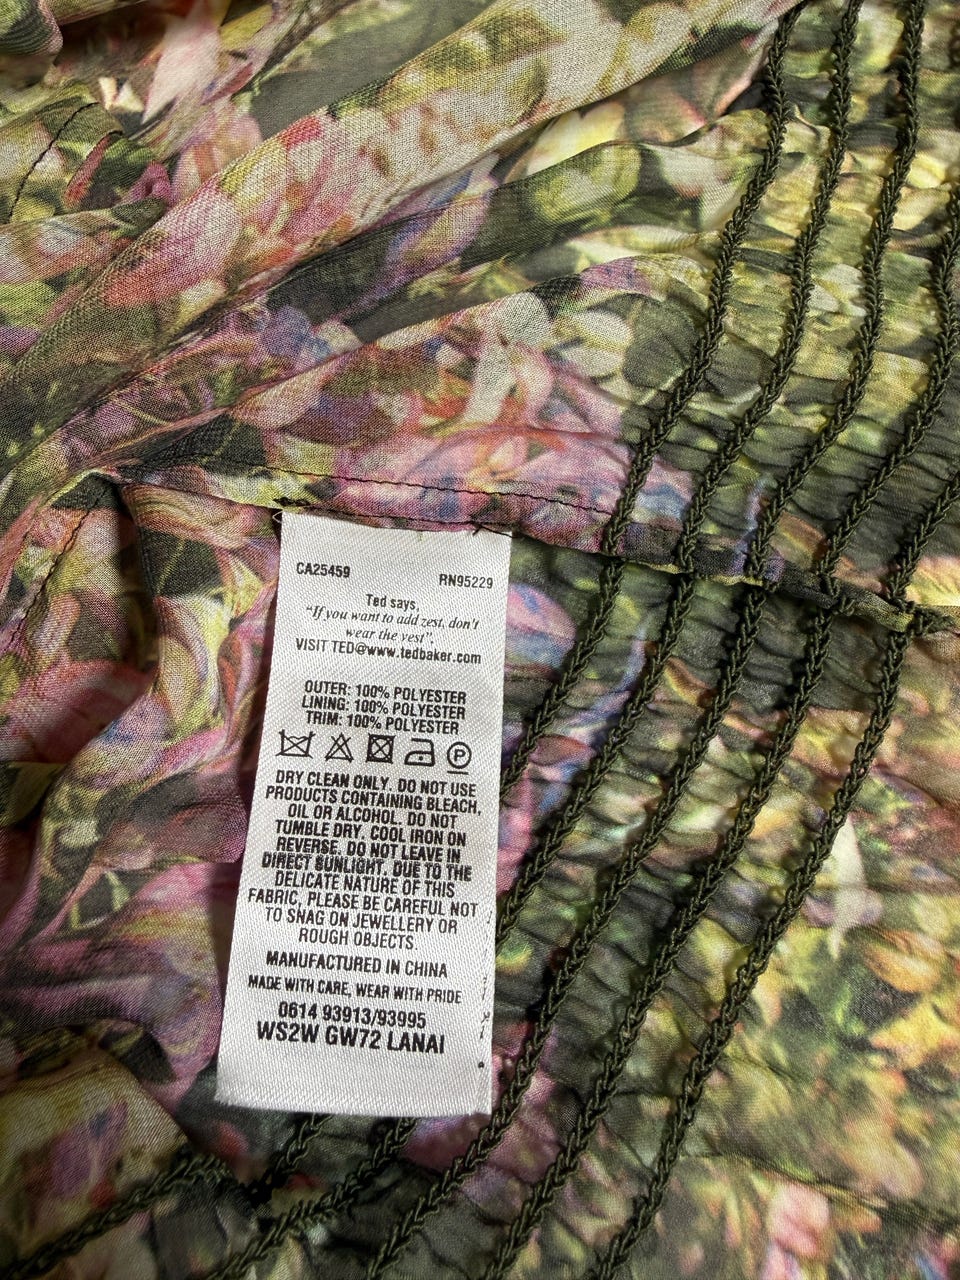 CA25459 RN95229
Ted says,
"If you want to add zest, don't
wear the vest".
VISIT TED@www.tedbaker.com
OUTER: 100% POLYESTER
LINING: 100% POLYESTER
TRIM: 100% POLYESTER
P
DRY CLEAN ONLY. DO NOT USE
PRODUCTS CONTAINING BLEACH,
OIL OR ALCOHOL. DO NOT
TUMBLE DRY. COOL IRON ON
REVERSE. DO NOT LEAVE IN
DIRECT SUNLIGHT. DUE TO THE
DELICATE NATURE OF THIS
FABRIC, PLEASE BE CAREFUL NOT
TO SNAG ON JEWELLERY OR
ROUGH OBJECTS
MANUFACTURED IN CHINA
MADE WITH CARE, WEAR WITH PRIDE
0614 93913/93995
WS2W GW72 LANAI